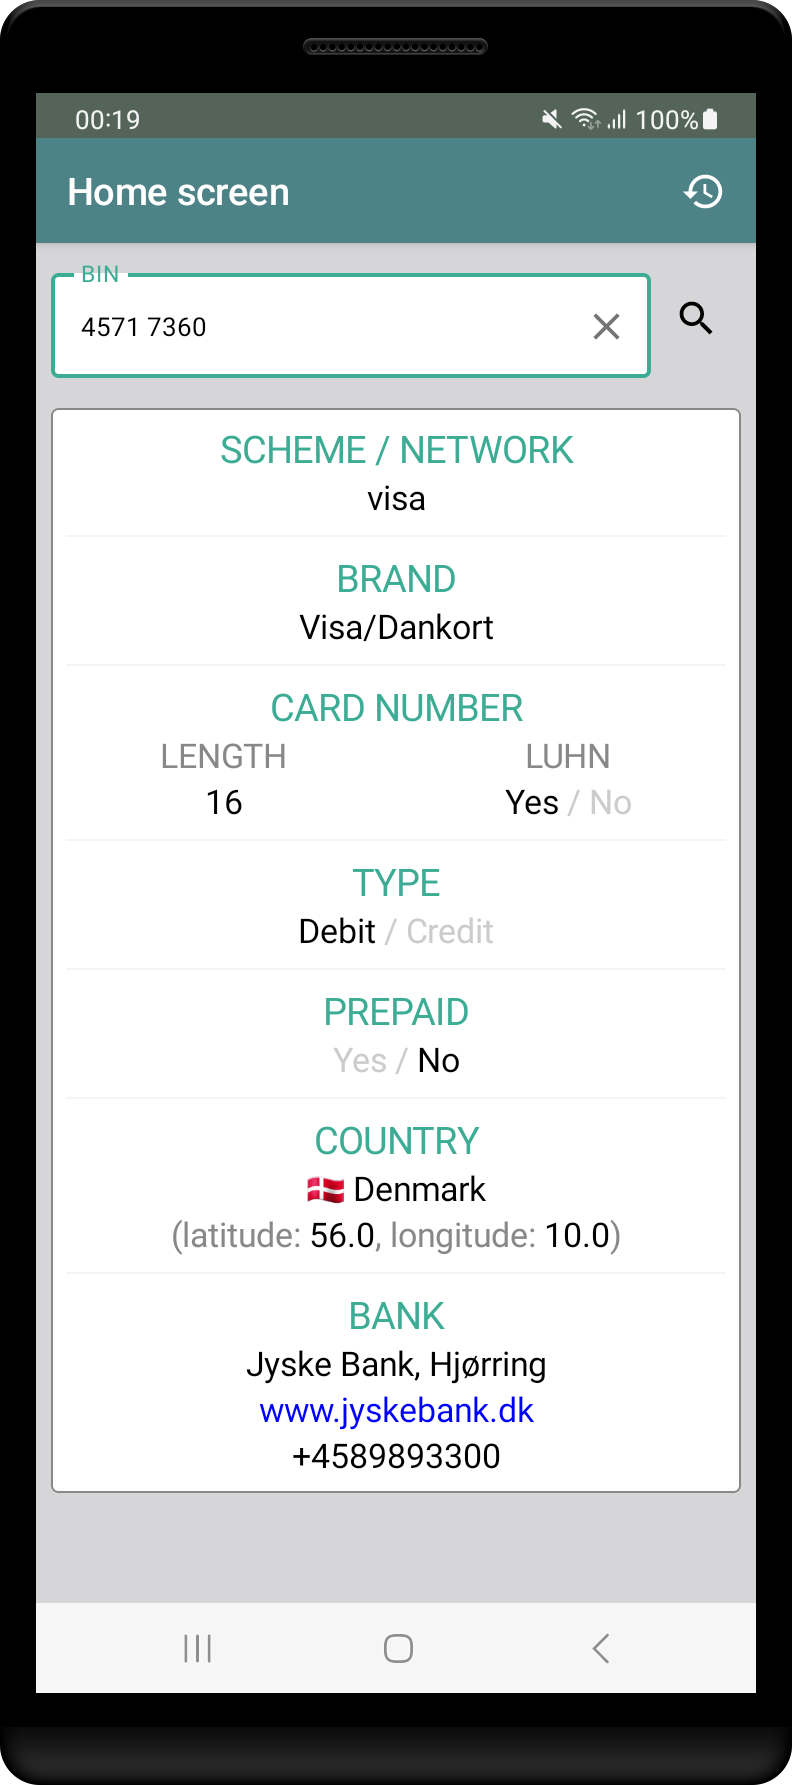 00:19 100%
Home screen
BIN
4571 7360
SCHEME / NETWORK
visa
BRAND
Visa/Dankort
CARD NUMBER
LENGTH LUHN
16 Yes / No
TYPE
Debit / Credit
PREPAID
Yes / No
COUNTRY
🇩🇰 Denmark
(latitude: 56.0, longitude: 10.0)
BANK
Jyske Bank, Hjørring
www.jyskebank.dk
+4589893300